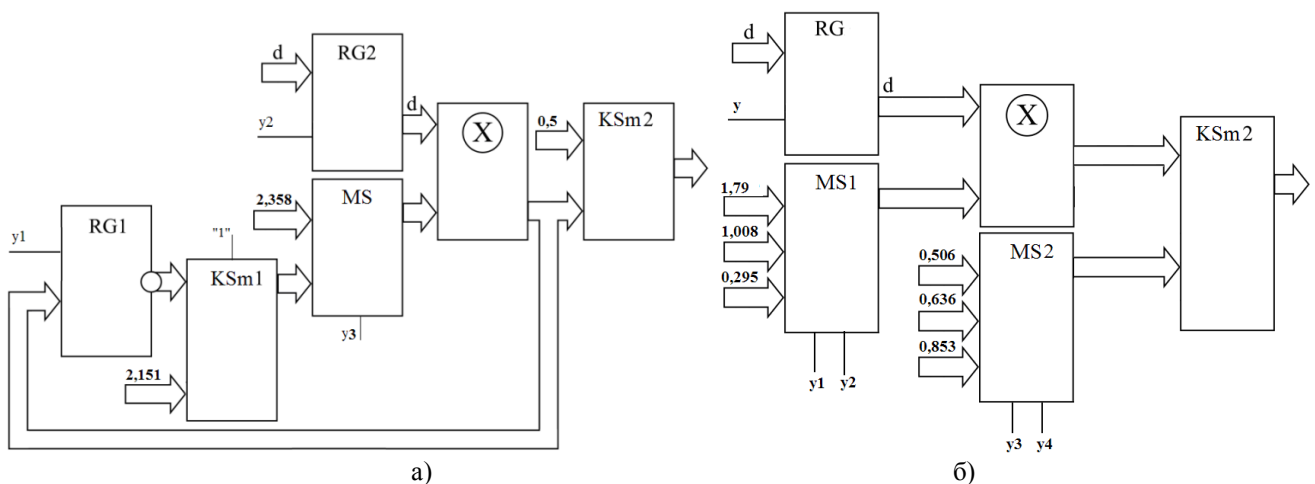 d
RG2
d
y2
X
0,5
KSm2
2,358
MS
y1
RG1
"1"
KSm1
y3
2,151
а)
d
RG
d
y
X
KSm2
1,79
MS1
1,008
0,295
y1 y2
0,506
MS2
0,636
0,853
y3 y4
б)